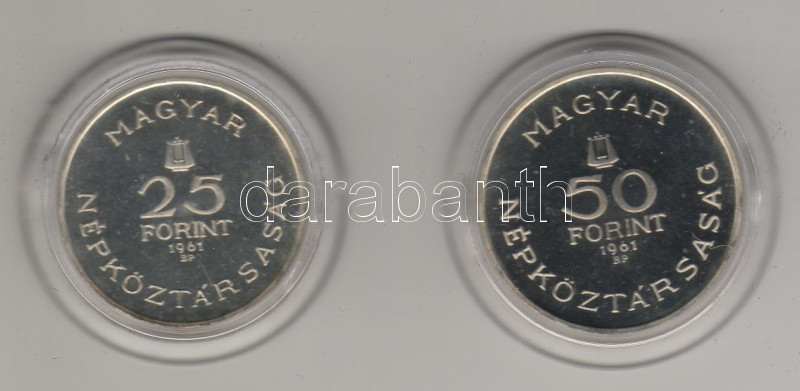 MAGYAR
25
FORINT
1961
BP
NÉPKÖZTÁRSASÁG
MAGYAR
50
FORINT
1961
BP
NÉPKÖZTÁRSASÁG
darabanth